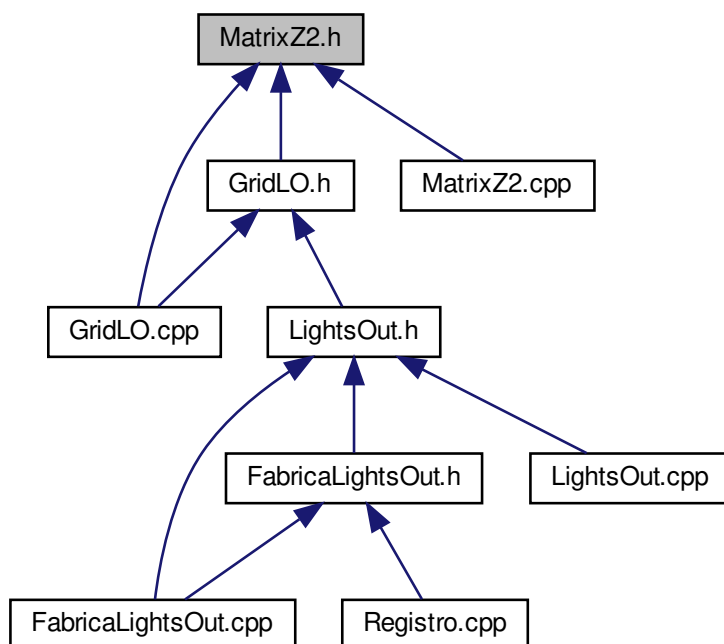 MatrixZ2.h
GridLO.h
MatrixZ2.cpp
GridLO.cpp
LightsOut.h
FabricaLightsOut.h
LightsOut.cpp
FabricaLightsOut.cpp
Registro.cpp